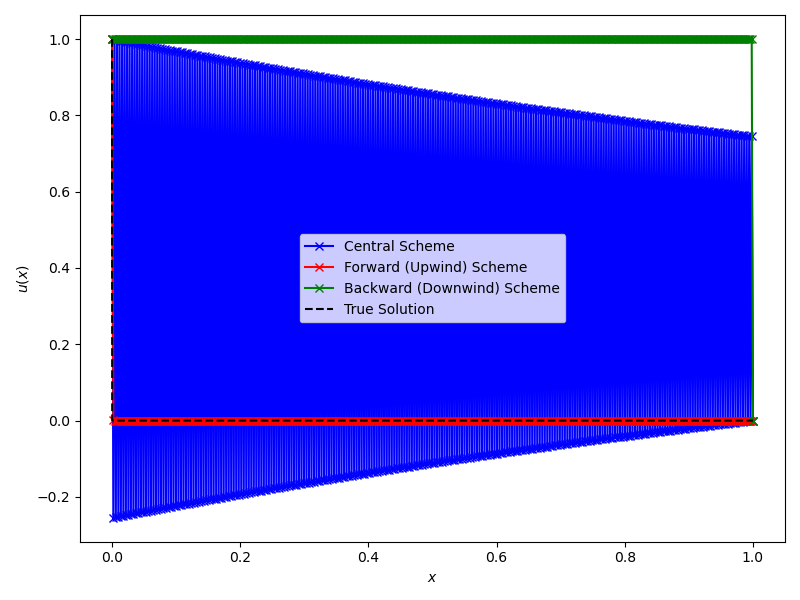 1.0
0.8
0.6
0.4
0.2
0.0
−0.2
u(x)
Central Scheme
Forward (Upwind) Scheme
Backward (Downwind) Scheme
True Solution
0.0 0.2 0.4 0.6 0.8 1.0
x